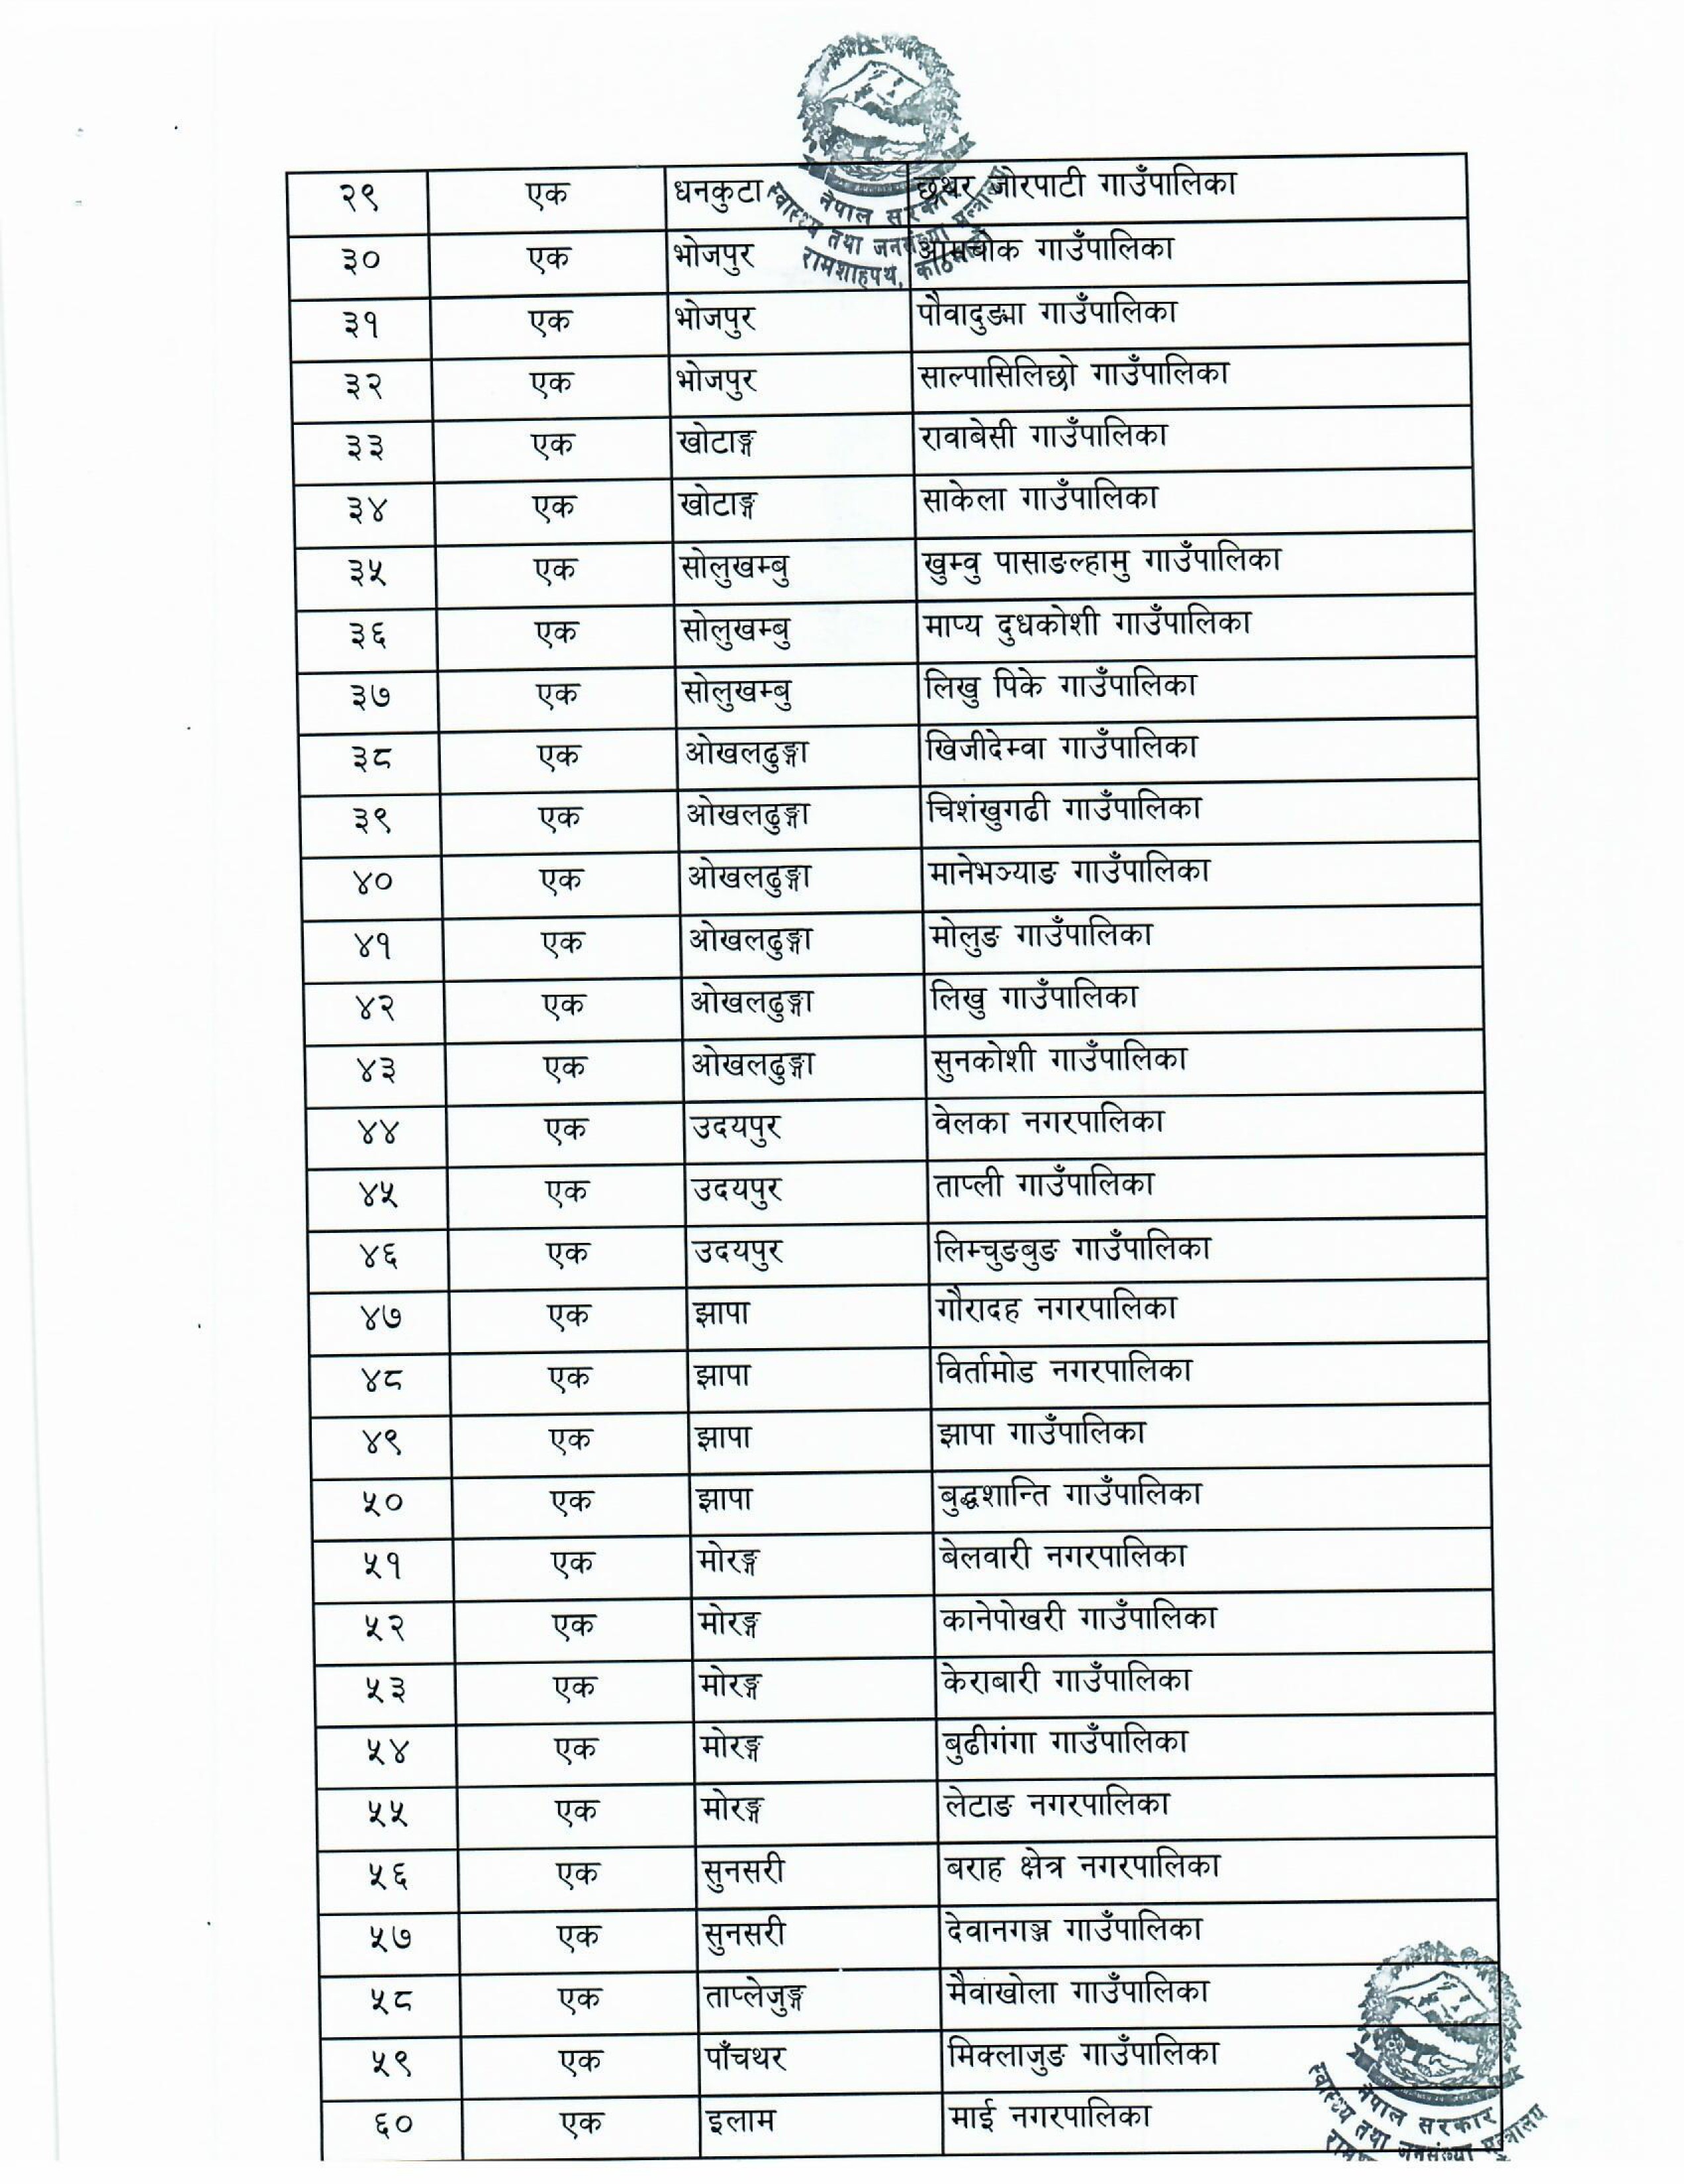 नेपाल सरकार
स्वास्थ्य तथा जनसंख्या मन्त्रालय
रामशाहपथ, काठमाडौं
२९ एक धनकुटा छथर जोरपाटी गाउँपालिका
३० एक भोजपुर आमचोक गाउँपालिका
३१ एक भोजपुर पौवादुङमा गाउँपालिका
३२ एक भोजपुर साल्पासिलिछो गाउँपालिका
३३ एक खोटाङ्ग रावाबेसी गाउँपालिका
३४ एक खोटाङ्ग साकेला गाउँपालिका
३५ एक सोलुखम्बु खुम्वु पासाङल्हामु गाउँपालिका
३६ एक सोलुखम्बु माप्य दुधकोशी गाउँपालिका
३७ एक सोलुखम्बु लिखु पिके गाउँपालिका
३८ एक ओखलढुङ्गा खिजीदेम्वा गाउँपालिका
३९ एक ओखलढुङ्गा चिशंखुगढी गाउँपालिका
४० एक ओखलढुङ्गा मानेभञ्याङ गाउँपालिका
४१ एक ओखलढुङ्गा मोलुङ गाउँपालिका
४२ एक ओखलढुङ्गा लिखु गाउँपालिका
४३ एक ओखलढुङ्गा सुनकोशी गाउँपालिका
४४ एक उदयपुर वेलका नगरपालिका
४५ एक उदयपुर ताप्ली गाउँपालिका
४६ एक उदयपुर लिम्चुङबुङ गाउँपालिका
४७ एक झापा गौरादह नगरपालिका
४८ एक झापा विर्तामोड नगरपालिका
४९ एक झापा झापा गाउँपालिका
५० एक झापा बुद्धशान्ति गाउँपालिका
५१ एक मोरङ्ग बेलवारी नगरपालिका
५२ एक मोरङ्ग कानेपोखरी गाउँपालिका
५३ एक मोरङ्ग केराबारी गाउँपालिका
५४ एक मोरङ्ग बुढीगंगा गाउँपालिका
५५ एक मोरङ्ग लेटाङ नगरपालिका
५६ एक सुनसरी बराह क्षेत्र नगरपालिका
५७ एक सुनसरी देवानगञ्ज गाउँपालिका
५८ एक ताप्लेजुङ्ग मैवाखोला गाउँपालिका
५९ एक पाँचथर मिक्लाजुङ गाउँपालिका
६० एक इलाम माई नगरपालिका
नेपाल सरकार
स्वास्थ्य तथा जनसंख्या मन्त्रालय